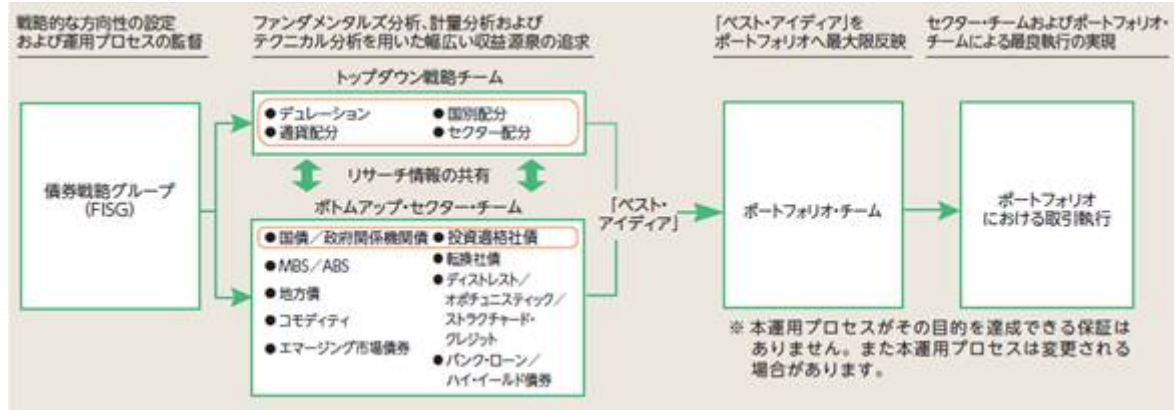 戦略的な方向性の設定
および運用プロセスの監督
ファンダメンタルズ分析、計量分析および
テクニカル分析を用いた幅広い収益源泉の追求
「ベスト・アイディア」を
ポートフォリオへ最大限反映
セクター・チームおよびポートフォリオ・
チームによる最良執行の実現
債券戦略グループ
(FISG)
トップダウン戦略チーム
●デュレーション ●国別配分
●通貨配分 ●セクター配分
リサーチ情報の共有
ボトムアップ・セクター・チーム
●国債／政府関係機関債 ●投資適格社債
●MBS／ABS
●地方債
●コモディティ
●エマージング市場債券
●転換社債
●ディストレスト／
オポチュニスティック／
ストラクチャード・
クレジット
●バンク・ローン／
ハイ・イールド債券
「ベスト・
アイディア」
ポートフォリオ・チーム
ポートフォリオ
における取引執行
※ 本運用プロセスがその目的を達成できる保証は
ありません。また本運用プロセスは変更される
場合があります。